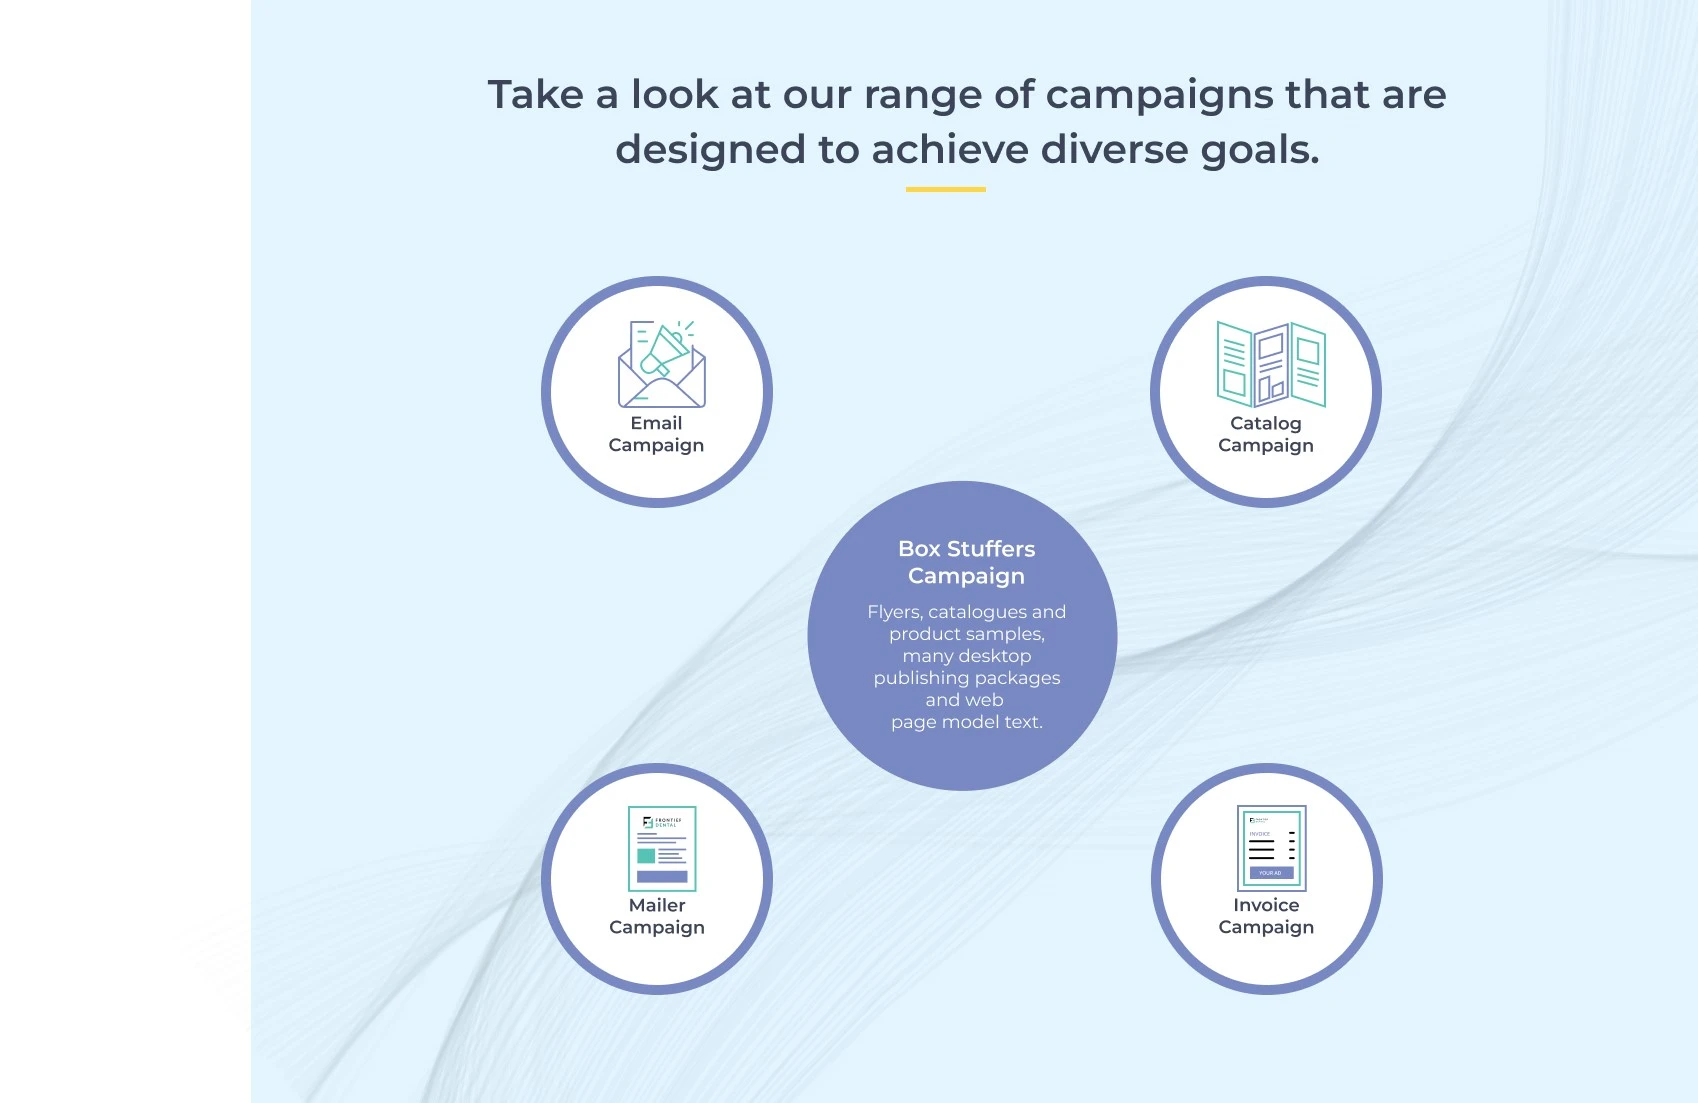 Take a look at our range of campaigns that are
designed to achieve diverse goals.
Email
Campaign
Catalog
Campaign
Box Stuffers
Campaign
Flyers, catalogues and
product samples,
many desktop
publishing packages
and web
page model text.
FRONTIER
DENTAL
Mailer
Campaign
FRONTIER
DENTAL
INVOICE
YOUR AD
Invoice
Campaign